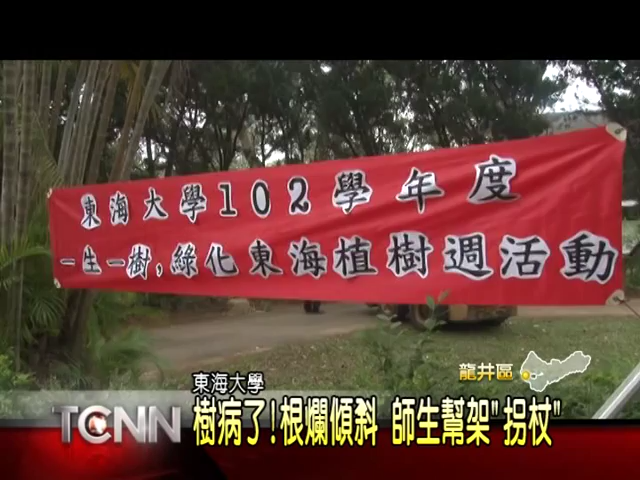 東海大學102學年度
一生一樹,綠化東海植樹週活動
龍井區
東海大學
TCNN
樹病了!根爛傾斜 師生幫架"拐杖"